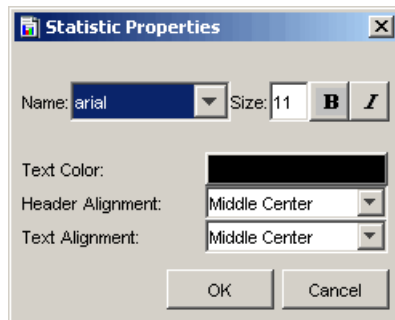 Statistic Properties
Name: arial Size: 11 B I
Text Color:
Header Alignment: Middle Center
Text Alignment: Middle Center
OK Cancel